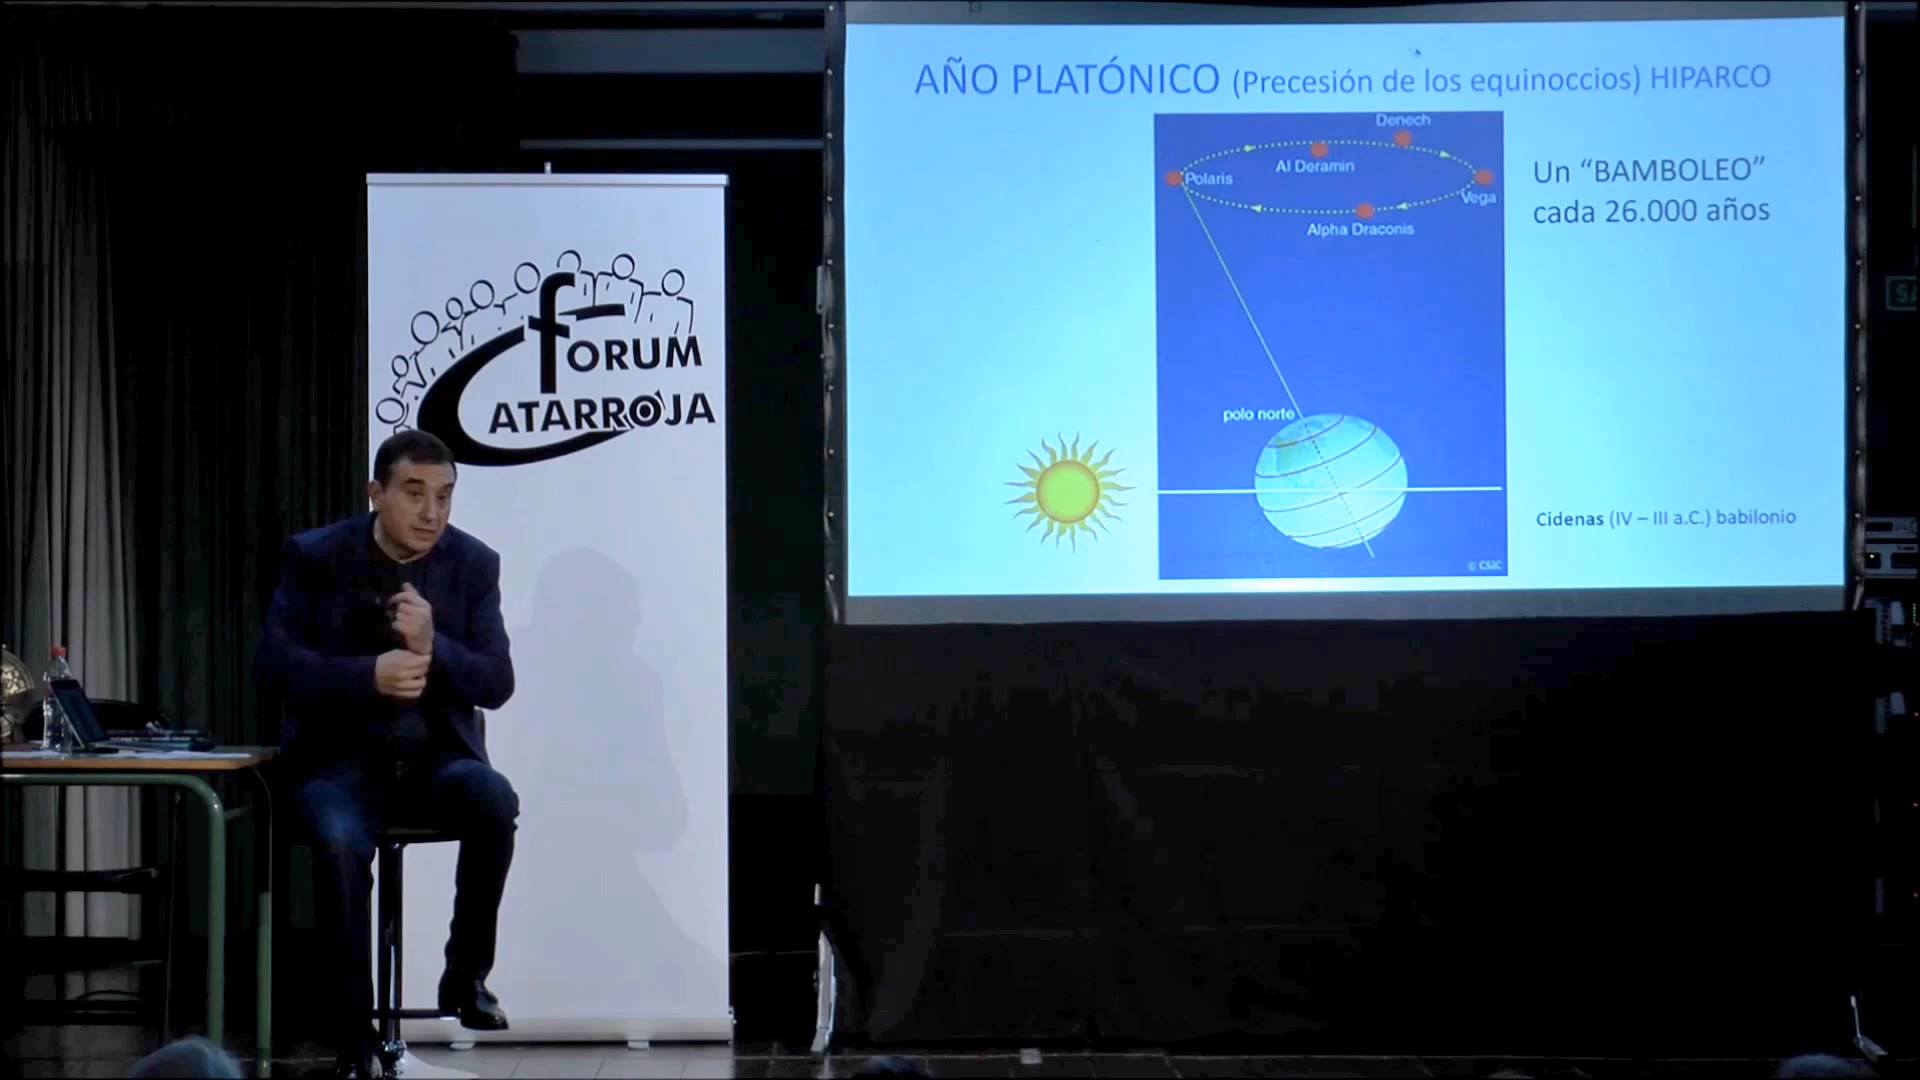 AÑO PLATÓNICO (Precesión de los equinoccios) HIPARCO
Denech
Al Deramin
Polaris
Vega
Alpha Draconis
Un “BAMBOLEO”
cada 26.000 años
polo norte
Cidenas (IV – III a.C.) babilonio
© CSIC
fORUM
CATARROJA